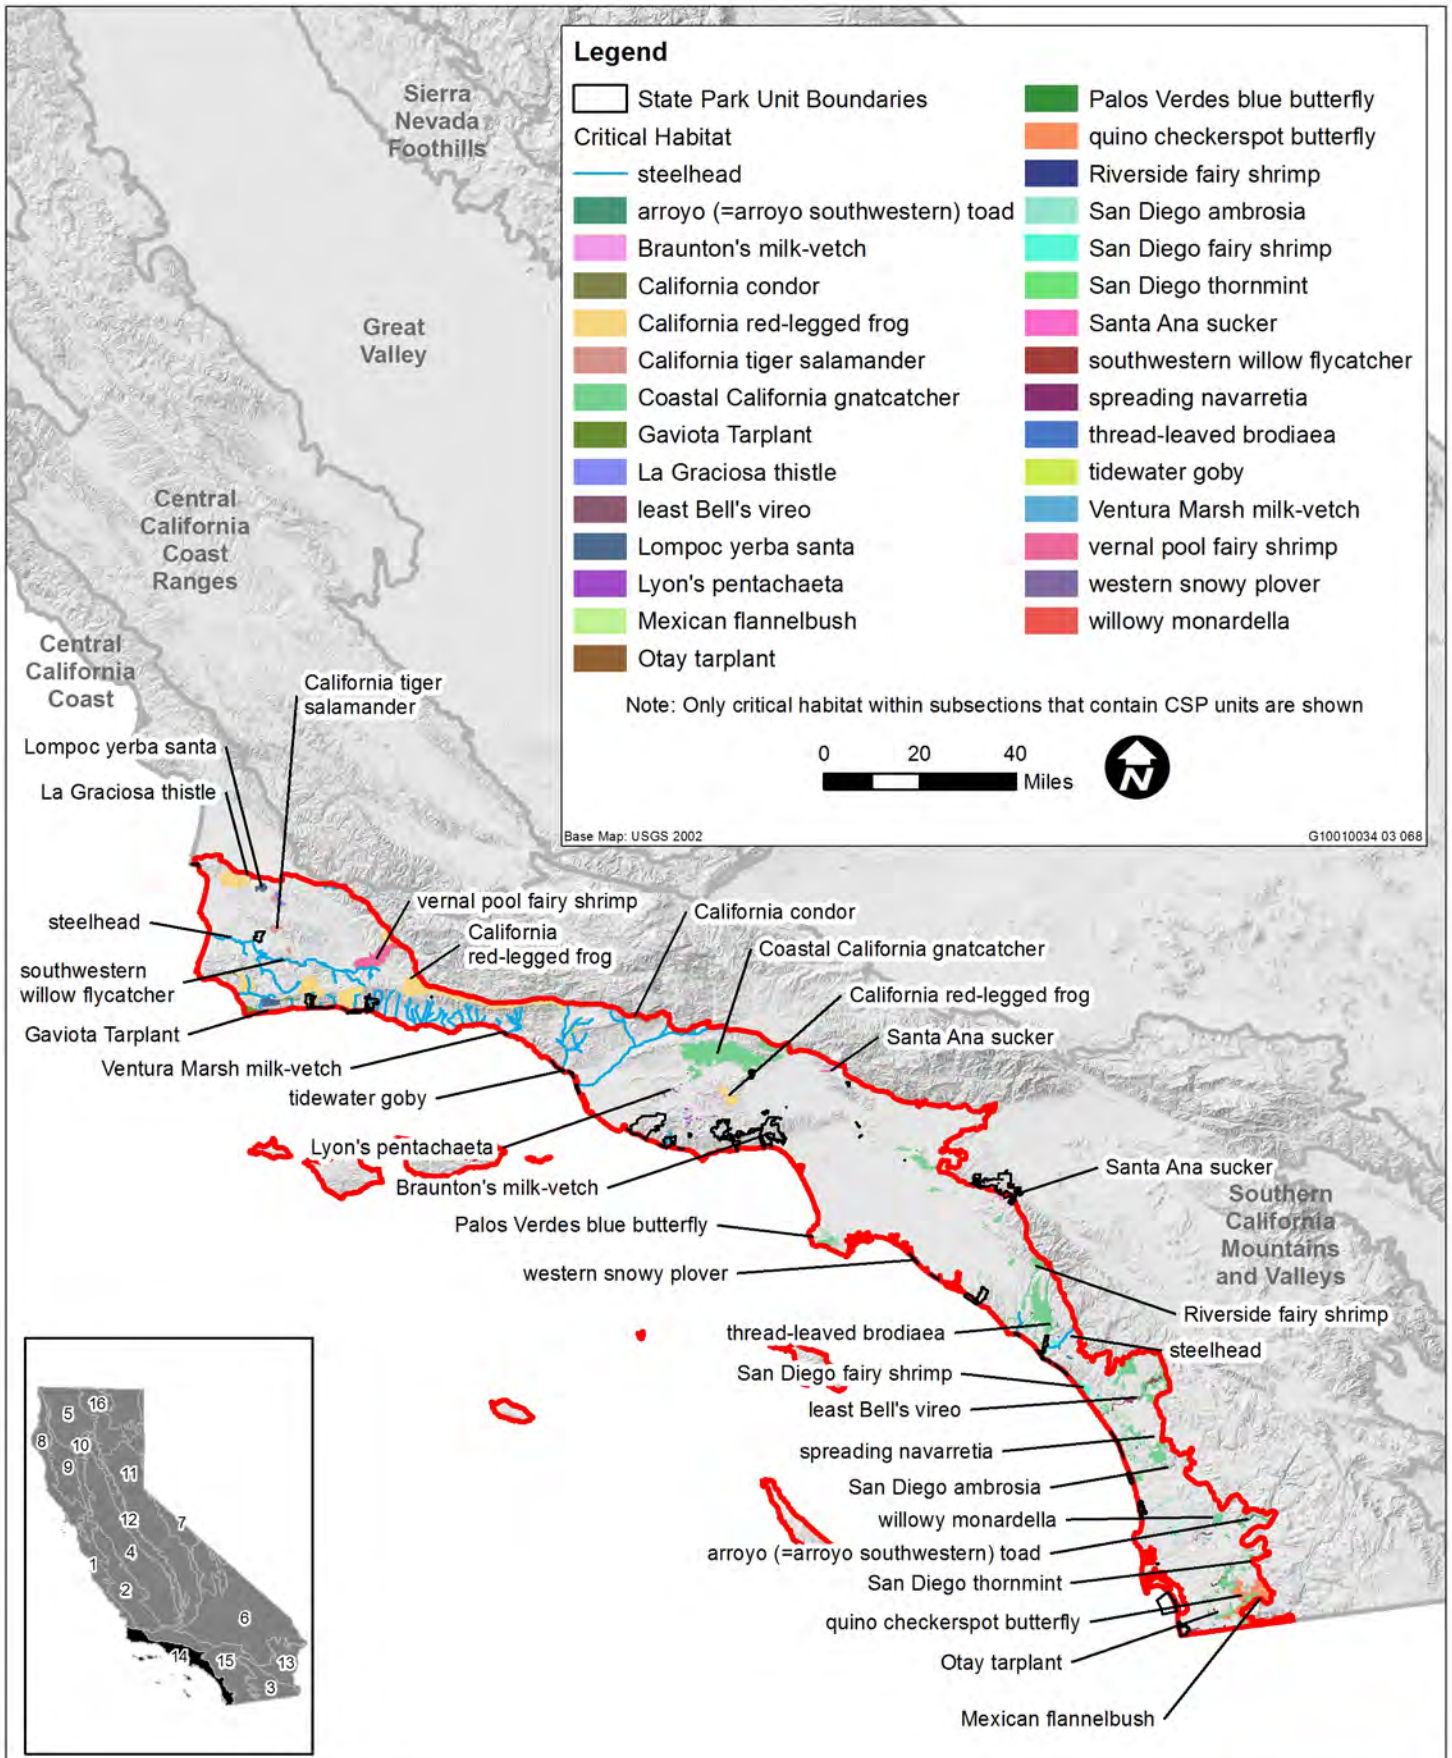 Legend
State Park Unit Boundaries
Critical Habitat
steelhead
arroyo (=arroyo southwestern) toad
Braunton's milk-vetch
California condor
California red-legged frog
California tiger salamander
Coastal California gnatcatcher
Gaviota Tarplant
La Graciosa thistle
least Bell's vireo
Lompoc yerba santa
Lyon's pentachaeta
Mexican flannelbush
Otay tarplant
Palos Verdes blue butterfly
quino checkerspot butterfly
Riverside fairy shrimp
San Diego ambrosia
San Diego fairy shrimp
San Diego thornmint
Santa Ana sucker
southwestern willow flycatcher
spreading navarretia
thread-leaved brodiaea
tidewater goby
Ventura Marsh milk-vetch
vernal pool fairy shrimp
western snowy plover
willowy monardella
Note: Only critical habitat within subsections that contain CSP units are shown
0 20 40
Miles
N
Base Map: USGS 2002
G10010034 03 068
Sierra
Nevada
Foothills
Great
Valley
Central
California
Coast
Ranges
Central
California
Coast
California tiger
salamander
Lompoc yerba santa
La Graciosa thistle
steelhead
southwestern
willow flycatcher
Gaviota Tarplant
Ventura Marsh milk-vetch
tidewater goby
vernal pool fairy shrimp
California
red-legged frog
California condor
Coastal California gnatcatcher
California red-legged frog
Santa Ana sucker
Lyon's pentachaeta
Braunton's milk-vetch
Palos Verdes blue butterfly
western snowy plover
Santa Ana sucker
Southern
California
Mountains
and Valleys
Riverside fairy shrimp
thread-leaved brodiaea
steelhead
San Diego fairy shrimp
least Bell's vireo
spreading navarretia
San Diego ambrosia
willowy monardella
arroyo (=arroyo southwestern) toad
San Diego thornmint
quino checkerspot butterfly
Otay tarplant
Mexican flannelbush
16
5
8
10
9
11
12
7
4
1
2
6
14
15
13
3